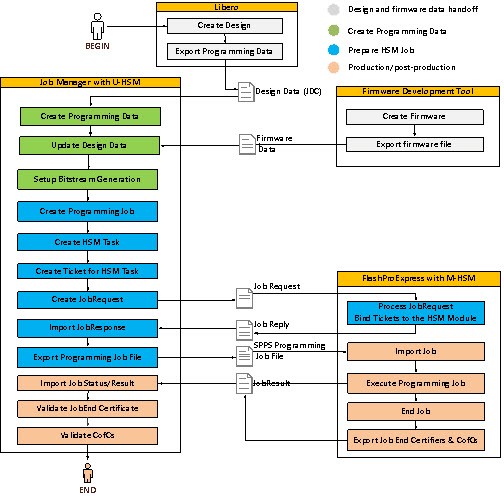 Libero
Create Design
Export Programming Data
BEGIN
Design and firmware data handoff
Create Programming Data
Prepare HSM Job
Production/post-production
Job Manager with U-HSM
Design Data (JDC)
Firmware Development Tool
Create Programming Data
Create Firmware
Update Design Data
Firmware
Data
Export firmware file
Setup Bitstream Generation
Create Programming Job
Create HSM Task
Create Ticket for HSM Task
FlashProExpress with M-HSM
Create JobRequest
Job Request
Process JobRequest
Bind Tickets to the HSM Module
Import JobResponse
Job Reply
SPPS Programming
Job File
Export Programming Job File
Import Job
Import Job Status/Result
JobResult
Execute Programming Job
Validate JobEnd Certificate
End Job
Validate CofCs
Export Job End Certifiers & CofCs
END